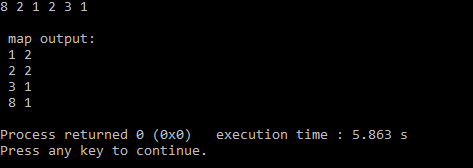 8 2 1 2 3 1
map output:
1 2
2 2
3 1
8 1
Process returned 0 (0x0)   execution time : 5.863 s
Press any key to continue.